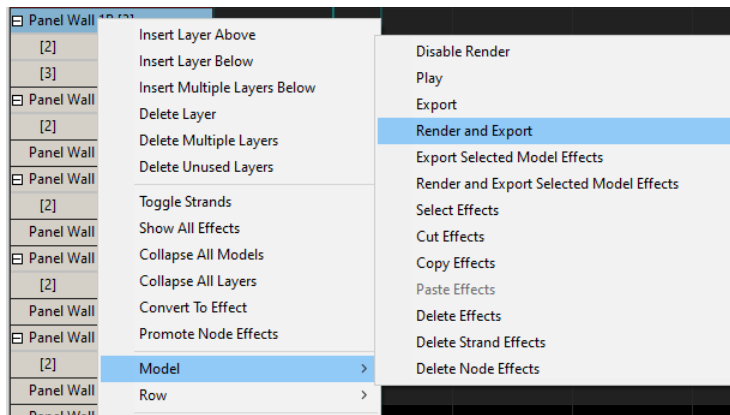 Panel Wall
[2]
[3]
Panel Wall
[2]
Panel Wall
Panel Wall
[2]
Panel Wall
Panel Wall
[2]
Panel Wall
Panel Wall
[2]
Panel Wall
Insert Layer Above
Insert Layer Below
Insert Multiple Layers Below
Delete Layer
Delete Multiple Layers
Delete Unused Layers
Toggle Strands
Show All Effects
Collapse All Models
Collapse All Layers
Convert To Effect
Promote Node Effects
Model
Row
Disable Render
Play
Export
Render and Export
Export Selected Model Effects
Render and Export Selected Model Effects
Select Effects
Cut Effects
Copy Effects
Paste Effects
Delete Effects
Delete Strand Effects
Delete Node Effects